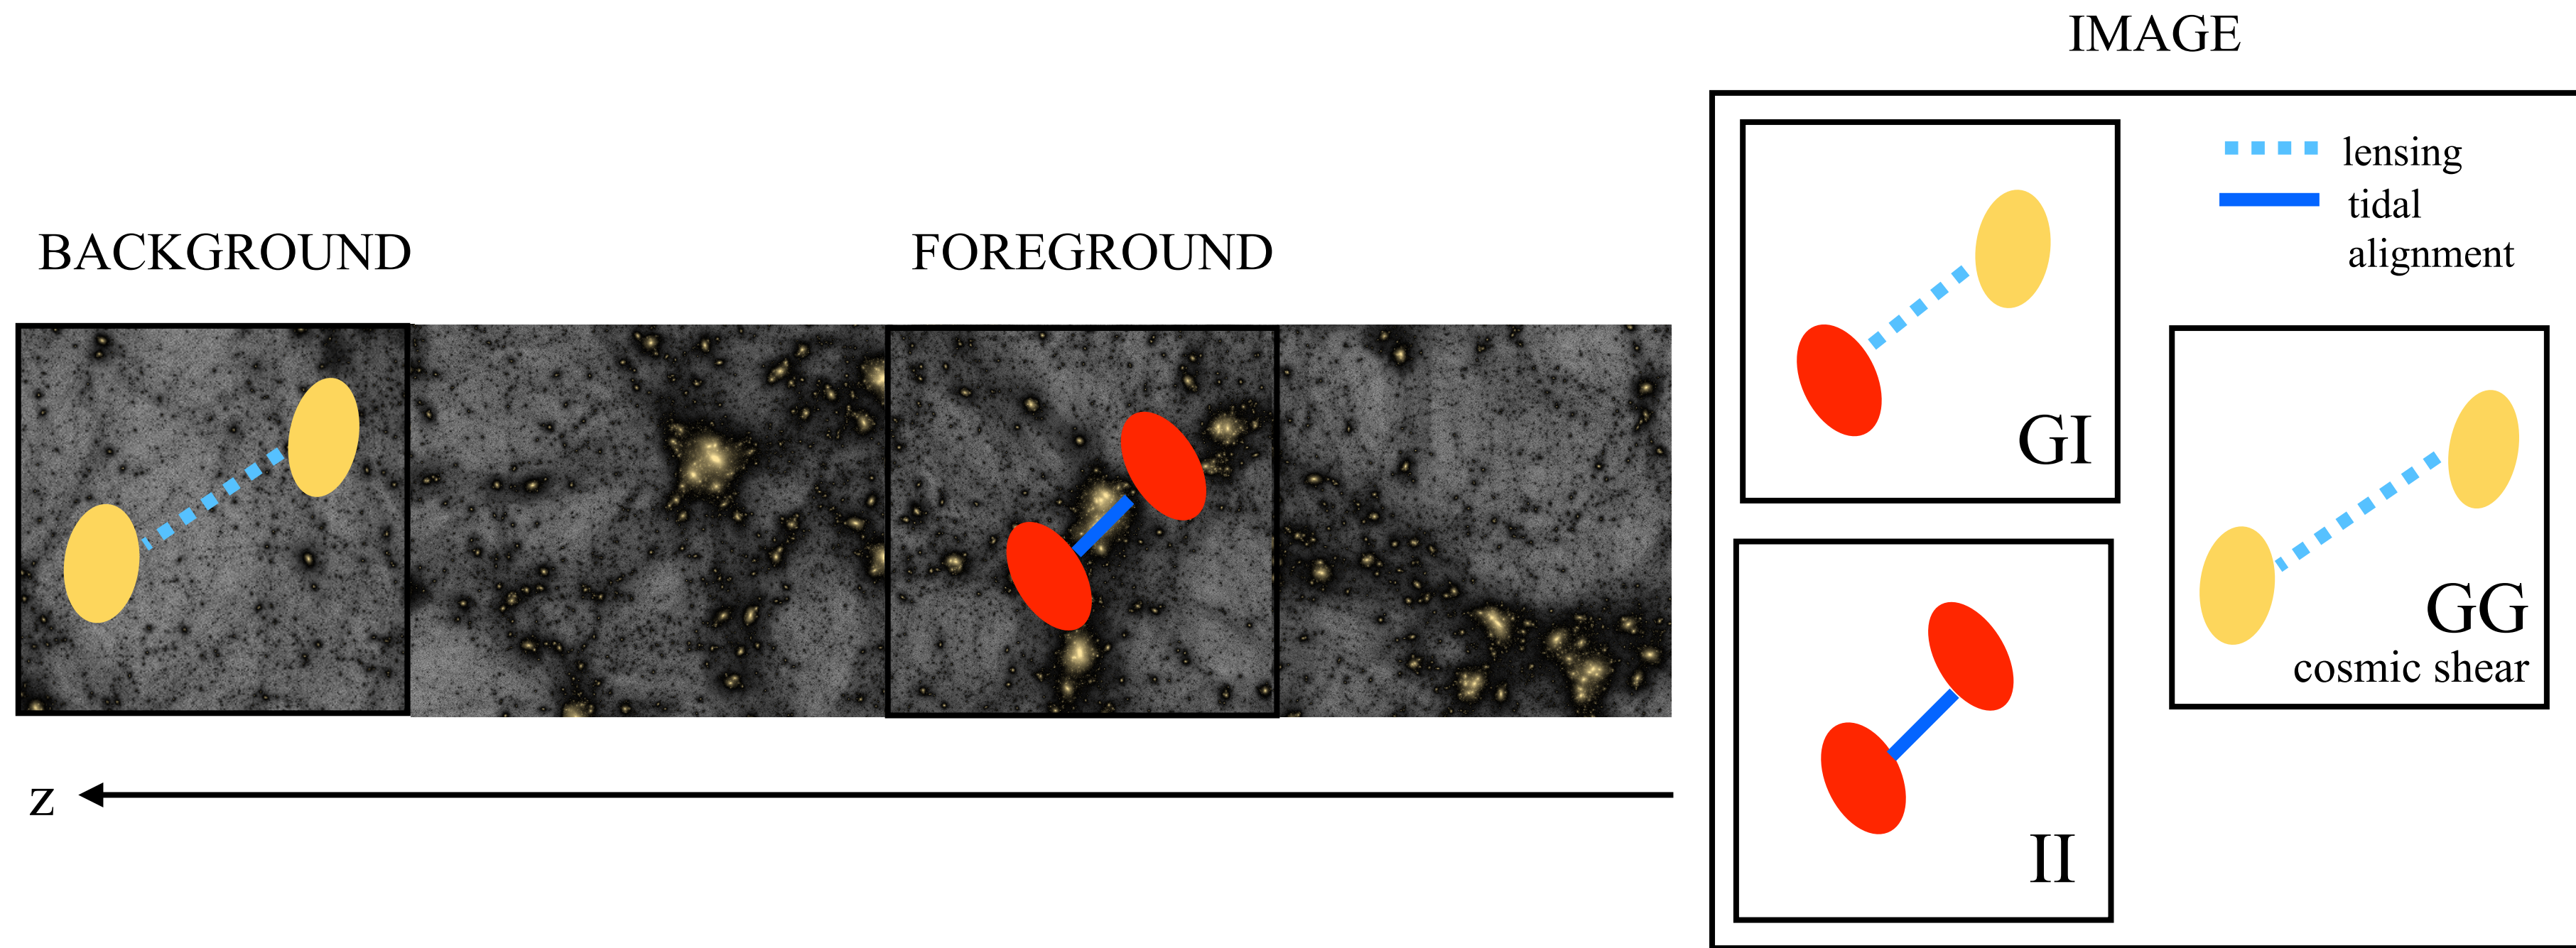 IMAGE
BACKGROUND
FOREGROUND
lensing
tidal
alignment
GI
GG
cosmic shear
II
z